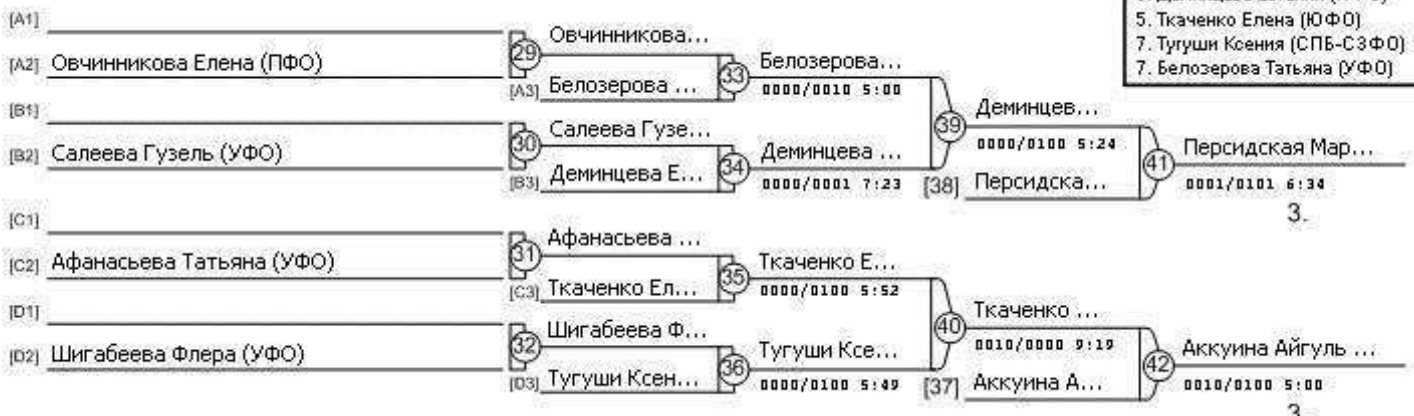 5. Ткаченко Елена (ЮФО)
7. Тугуши Ксения (СПБ-СЗФО)
7. Белозерова Татьяна (УФО)
[A1]
[A2] Овчинникова Елена (ПФО)
29
Овчинникова...
[A3] Белозерова ...
33
Белозерова...
0000/0010 5:00
[B1]
[B2] Салеева Гузель (УФО)
30
Салеева Гузе...
[B3] Деминцева Е...
34
Деминцева ...
0000/0001 7:23
39
Деминцев...
0000/0100 5:24
[38] Персидска...
41
Персидская Мар...
0001/0101 6:34
3.
[C1]
[C2] Афанасьева Татьяна (УФО)
31
Афанасьева ...
[C3] Ткаченко Ел...
35
Ткаченко Е...
0000/0100 5:52
[D1]
[D2] Шигабеева Флера (УФО)
32
Шигабеева Ф...
[D3] Тугуши Ксен...
36
Тугуши Ксе...
0000/0100 5:49
40
Ткаченко ...
0010/0000 9:19
[37] Аккуина А...
42
Аккуина Айгуль ...
0010/0100 5:00
3.